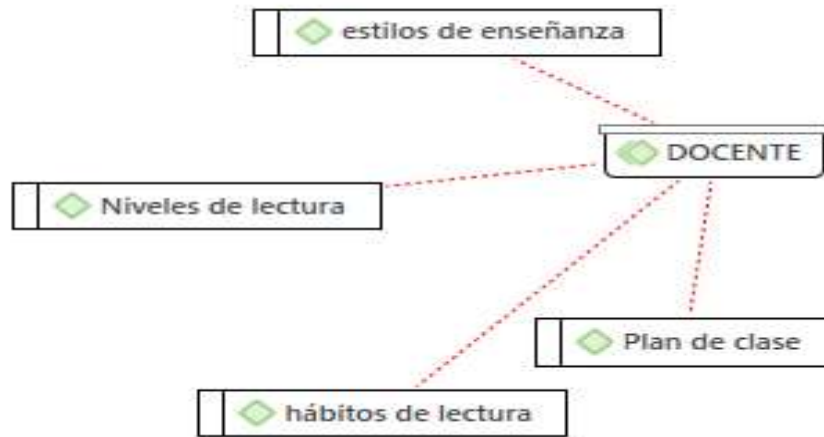 estilos de enseñanza
DOCENTE
Niveles de lectura
Plan de clase
hábitos de lectura